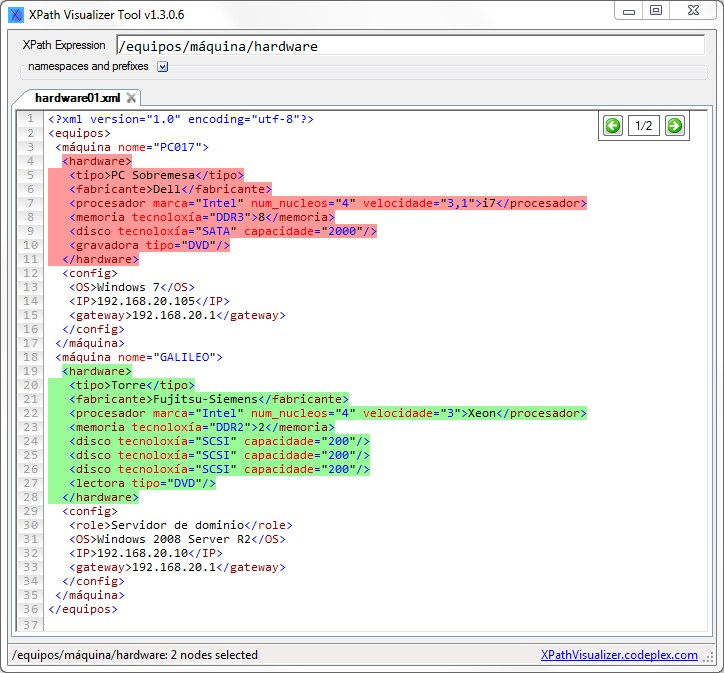 XPath Visualizer Tool v1.3.0.6
XPath Expression /equipos/máquina/hardware
namespaces and prefixes
hardware01.xml
1/2
1 <?xml version="1.0" encoding="utf-8"?>
2 <equipos>
3 <máquina nome="PC017">
4 <hardware>
5 <tipo>PC Sobremesa</tipo>
6 <fabricante>Dell</fabricante>
7 <procesador marca="Intel" num_nucleos="4" velocidade="3,1">i7</procesador>
8 <memoria tecnoloxía="DDR3">8</memoria>
9 <disco tecnoloxía="SATA" capacidade="2000"/>
10 <gravadora tipo="DVD"/>
11 </hardware>
12 <config>
13 <OS>Windows 7</OS>
14 <IP>192.168.20.105</IP>
15 <gateway>192.168.20.1</gateway>
16 </config>
17 </máquina>
18 <máquina nome="GALILEO">
19 <hardware>
20 <tipo>Torre</tipo>
21 <fabricante>Fujitsu-Siemens</fabricante>
22 <procesador marca="Intel" num_nucleos="4" velocidade="3">Xeon</procesador>
23 <memoria tecnoloxía="DDR2">2</memoria>
24 <disco tecnoloxía="SCSI" capacidade="200"/>
25 <disco tecnoloxía="SCSI" capacidade="200"/>
26 <disco tecnoloxía="SCSI" capacidade="200"/>
27 <lectora tipo="DVD"/>
28 </hardware>
29 <config>
30 <role>Servidor de dominio</role>
31 <OS>Windows 2008 Server R2</OS>
32 <IP>192.168.20.10</IP>
33 <gateway>192.168.20.1</gateway>
34 </config>
35 </máquina>
36 </equipos>
37
/equipos/máquina/hardware: 2 nodes selected
XPathVisualizer.codeplex.com